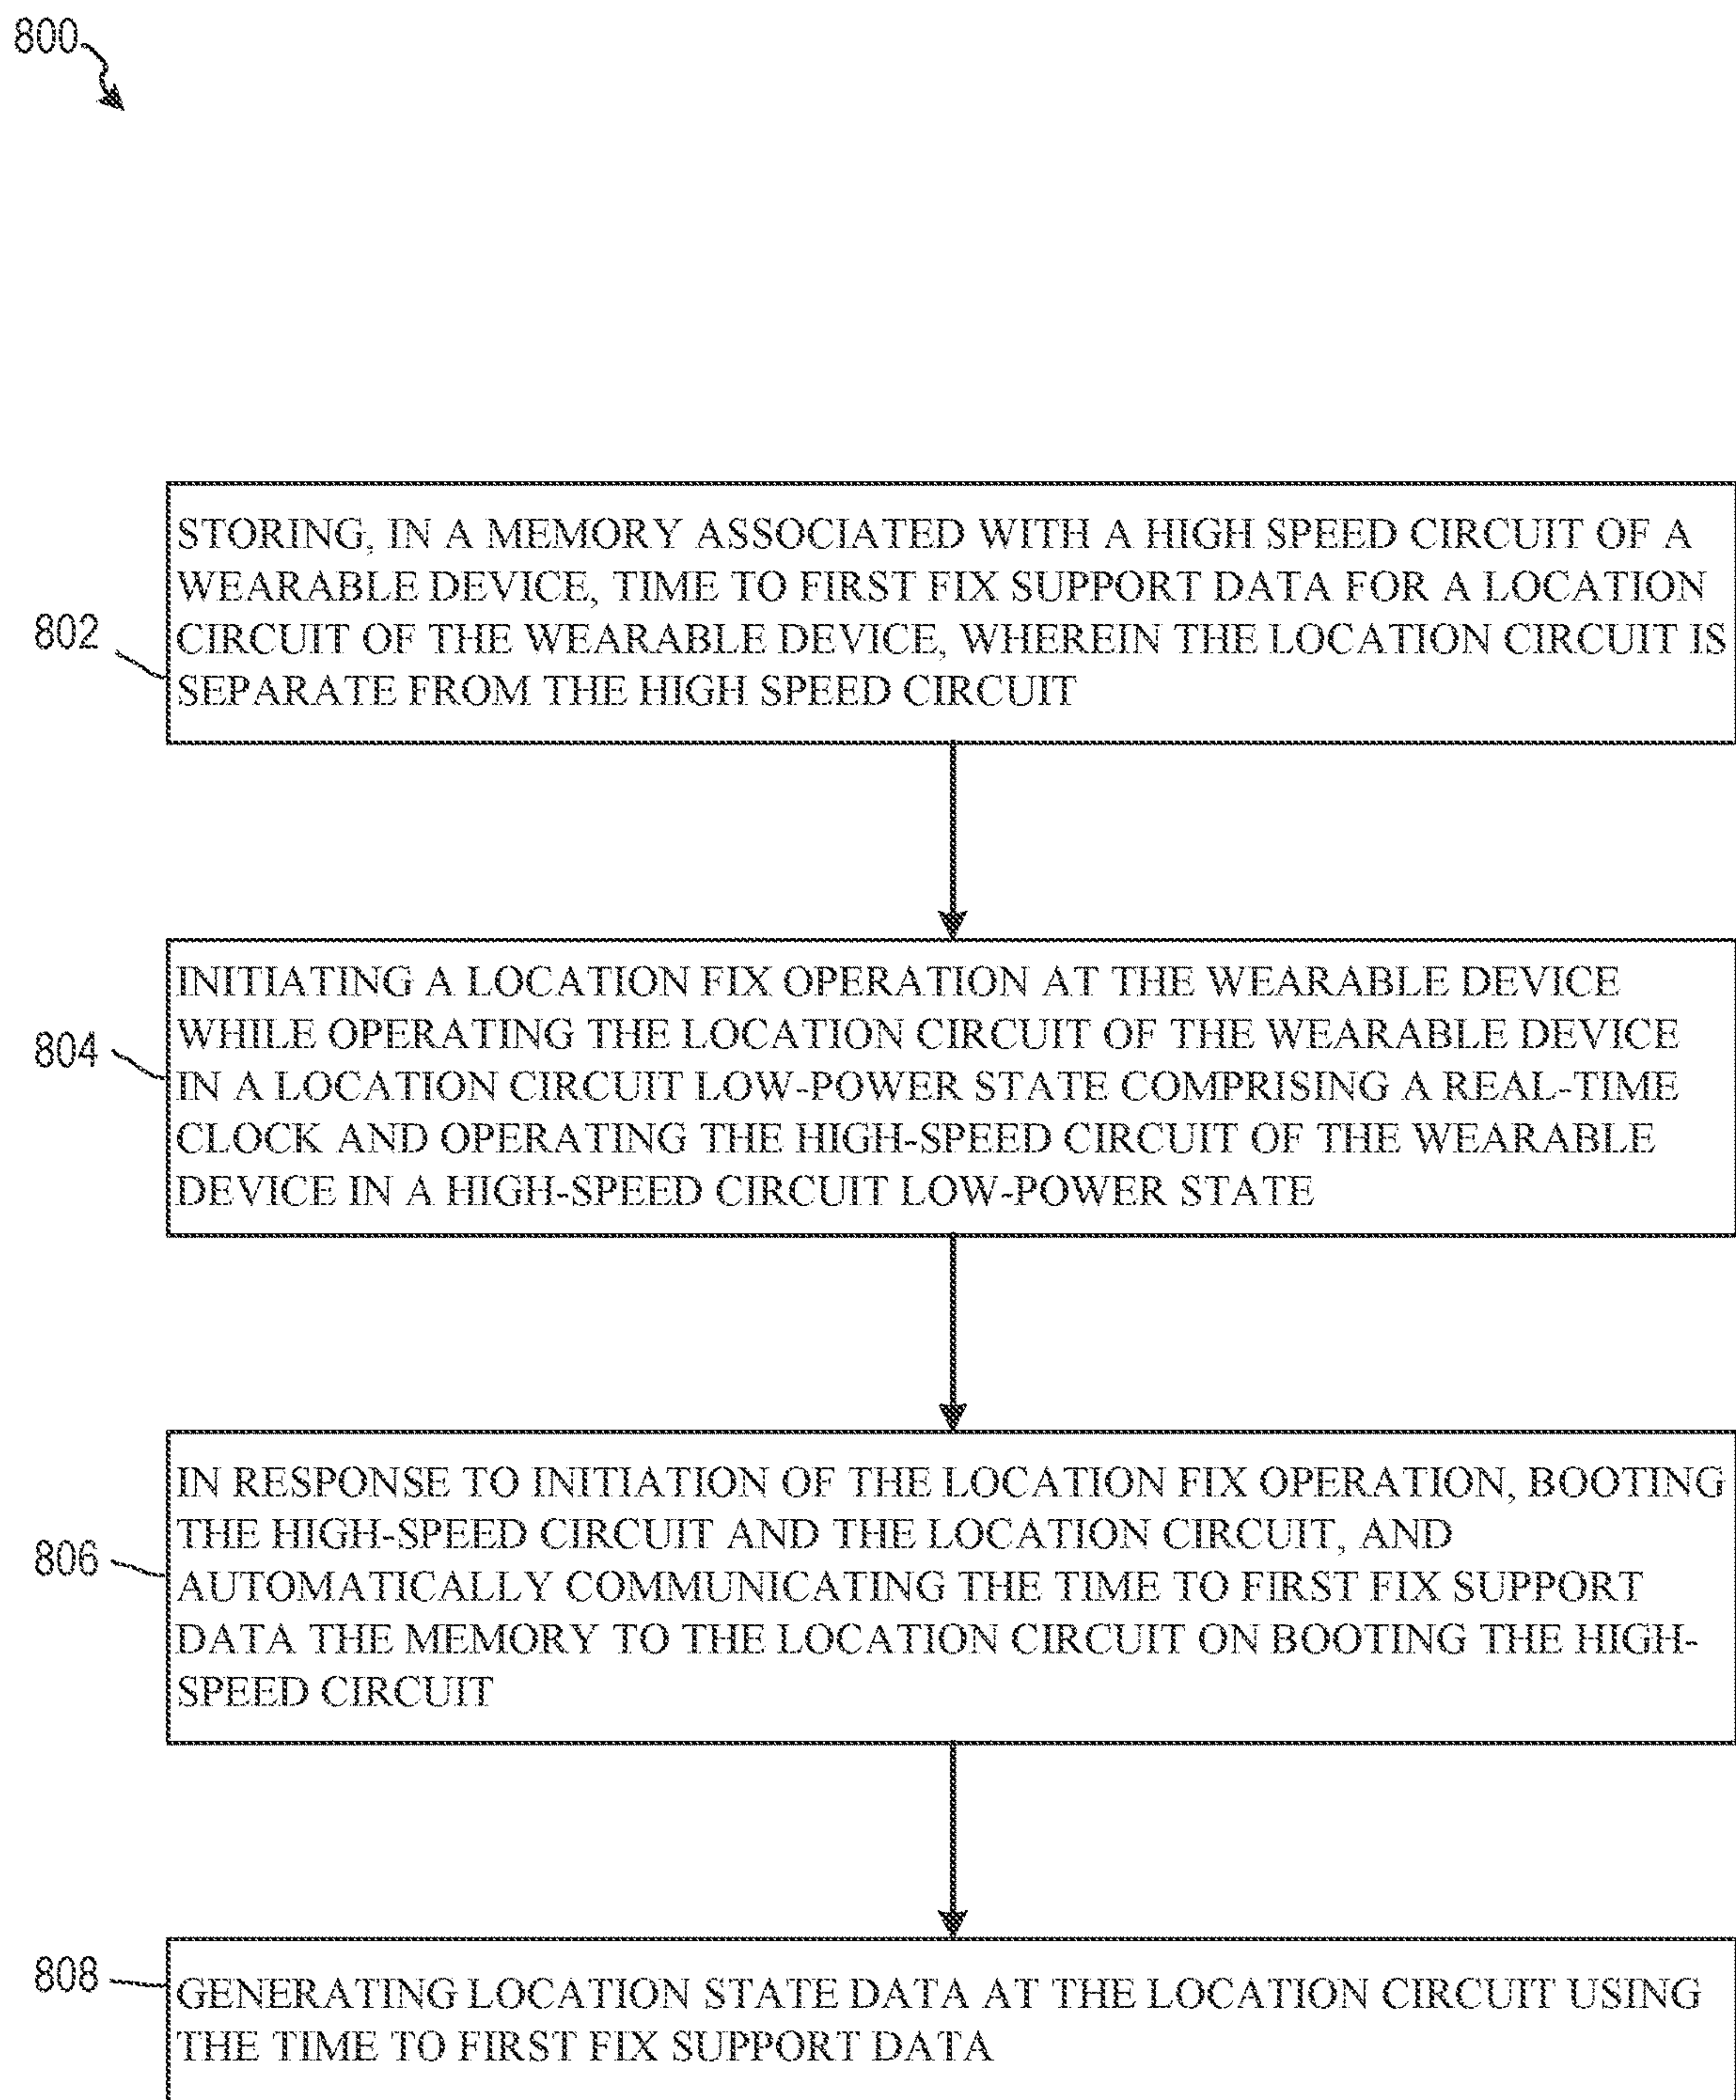 800
STORING, IN A MEMORY ASSOCIATED WITH A HIGH SPEED CIRCUIT OF A
WEARABLE DEVICE, TIME TO FIRST FIX SUPPORT DATA FOR A LOCATION
802
CIRCUIT OF THE WEARABLE DEVICE, WHEREIN THE LOCATION CIRCUIT IS
SEPARATE FROM THE HIGH SPEED CIRCUIT
INITIATING A LOCATION FIX OPERATION AT THE WEARABLE DEVICE
WHILE OPERATING THE LOCATION CIRCUIT OF THE WEARABLE DEVICE
804
IN A LOCATION CIRCUIT LOW-POWER STATE COMPRISING A REAL-TIME
CLOCK AND OPERATING THE HIGH-SPEED CIRCUIT OF THE WEARABLE
DEVICE IN A HIGH-SPEED CIRCUIT LOW-POWER STATE
IN RESPONSE TO INITIATION OF THE LOCATION FIX OPERATION, BOOTING
THE HIGH-SPEED CIRCUIT AND THE LOCATION CIRCUIT, AND
806
AUTOMATICALLY COMMUNICATING THE TIME TO FIRST FIX SUPPORT
DATA THE MEMORY TO THE LOCATION CIRCUIT ON BOOTING THE HIGH-
SPEED CIRCUIT
808
GENERATING LOCATION STATE DATA AT THE LOCATION CIRCUIT USING
THE TIME TO FIRST FIX SUPPORT DATA